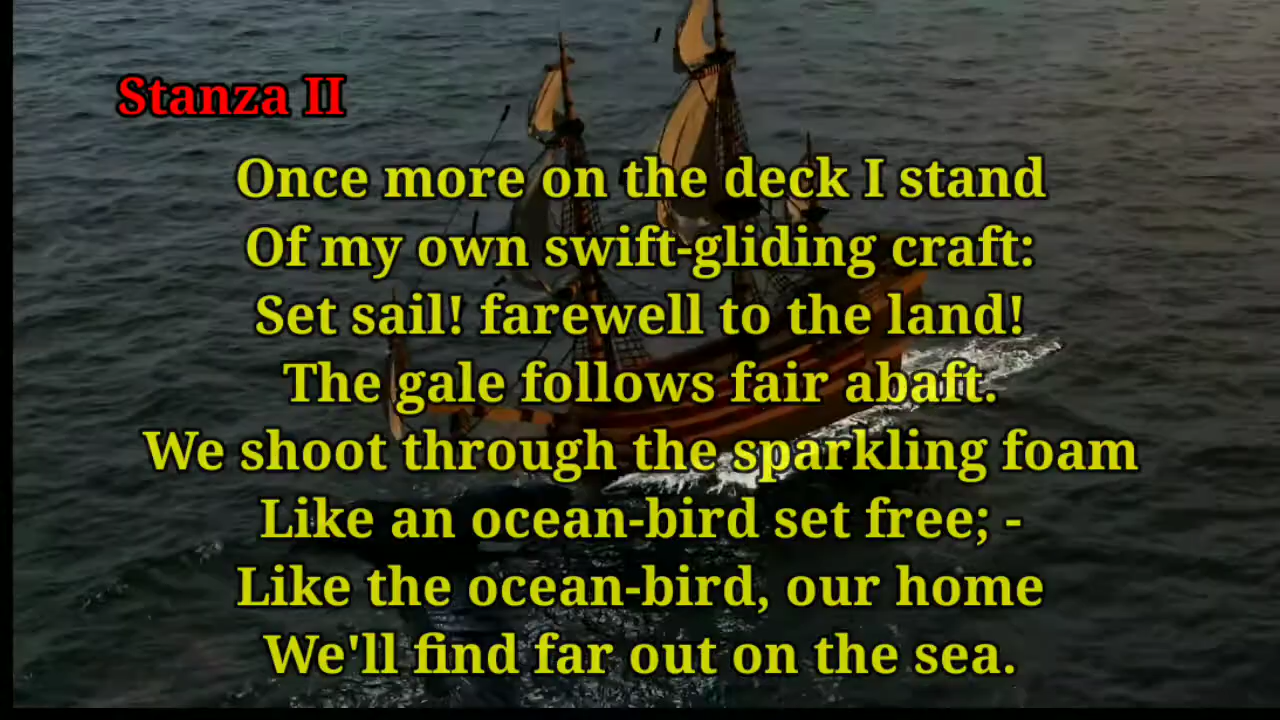 Stanza II
Once more on the deck I stand
Of my own swift-gliding craft:
Set sail! farewell to the land!
The gale follows fair abaft.
We shoot through the sparkling foam
Like an ocean-bird set free; -
Like the ocean-bird, our home
We'll find far out on the sea.